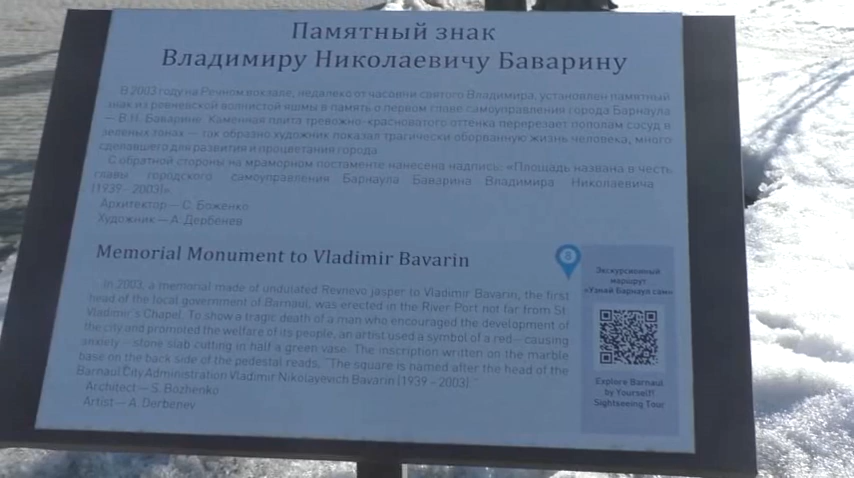 Памятный знак
Владимиру Николаевичу Баварину
В 2003 году на Речном вокзале, недалеко от часовни святого Владимира, установлен памятный
знак из ревневской волнистой яшмы в память о первом главе самоуправления города Барнаула
— В.Н. Баварине. Каменная плита тревожно-красноватого оттенка перерезает пополам сосуд в
зеленых тонах — так образно художник показал трагически оборванную жизнь человека, много
сделавшего для развития и процветания города.
С обратной стороны на мраморном постаменте нанесена надпись: «Площадь названа в честь
главы городского самоуправления Барнаула Баварина Владимира Николаевича
(1939 - 2003)».
Архитектор — С. Боженко
Художник — А. Дербенев
Memorial Monument to Vladimir Bavarin
In 2003, a memorial made of undulated Revnevo jasper to Vladimir Bavarin, the first
head of the local government of Barnaul, was erected in the River Port not far from St.
Vladimir's Chapel. To show a tragic death of a man who encouraged the development of
the city and promoted the welfare of its people, an artist used a symbol of a red - causing
anxiety - stone slab cutting in half a green vase. The inscription written on the marble
base on the back side of the pedestal reads, "The square is named after the head of the
Barnaul City Administration Vladimir Nikolayevich Bavarin (1939 - 2003)."
Architect — S. Bozhenko
Artist — A. Derbenev
8
Экскурсионный
маршрут
«Узнай Барнаул сам»
Explore Barnaul
by Yourself!
Sightseeing Tour